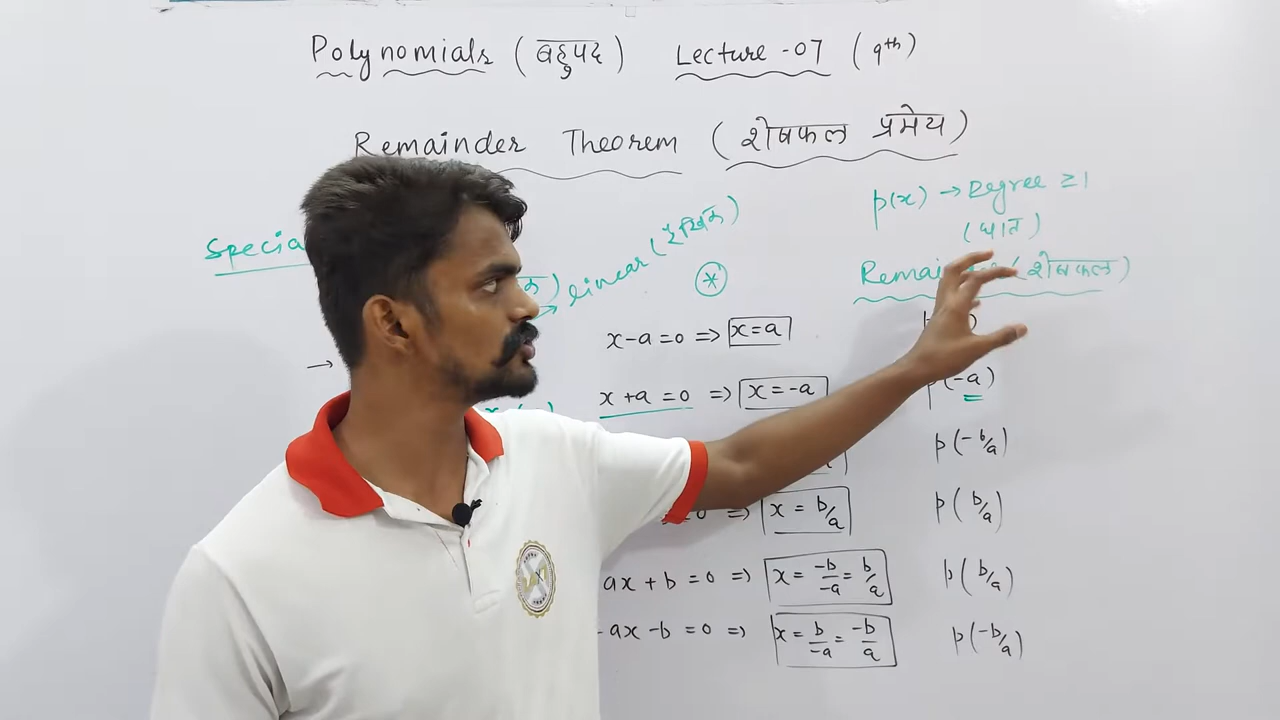 Polynomials (बहुपद) Lecture -07 (9th)
Remainder Theorem (शेषफल प्रमेय)
p(x) → Degree ≥1
(घात)
linear (रैखिक)
(शेषफल)
*
x-a=0 => x=a
x+a=0 => x=-a
p(-a)
p(-b/a)
=> x = b/a
p(b/a)
ax+b=0 => x = -b/-a = b/a
p(b/a)
-ax-b=0 => x = b/-a = -b/a
p(-b/a)